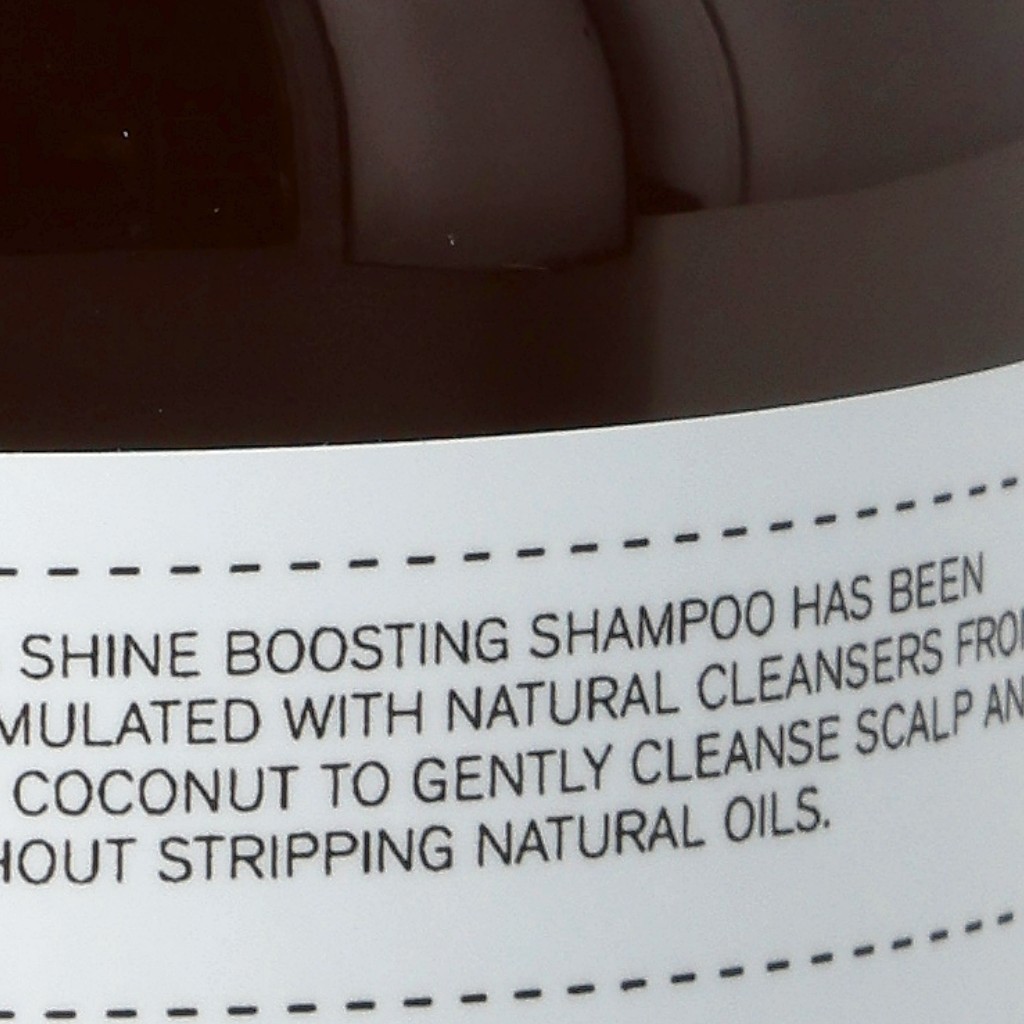 SHINE BOOSTING SHAMPOO HAS BEEN
MULATED WITH NATURAL CLEANSERS FROM
COCONUT TO GENTLY CLEANSE SCALP AN
HOUT STRIPPING NATURAL OILS.